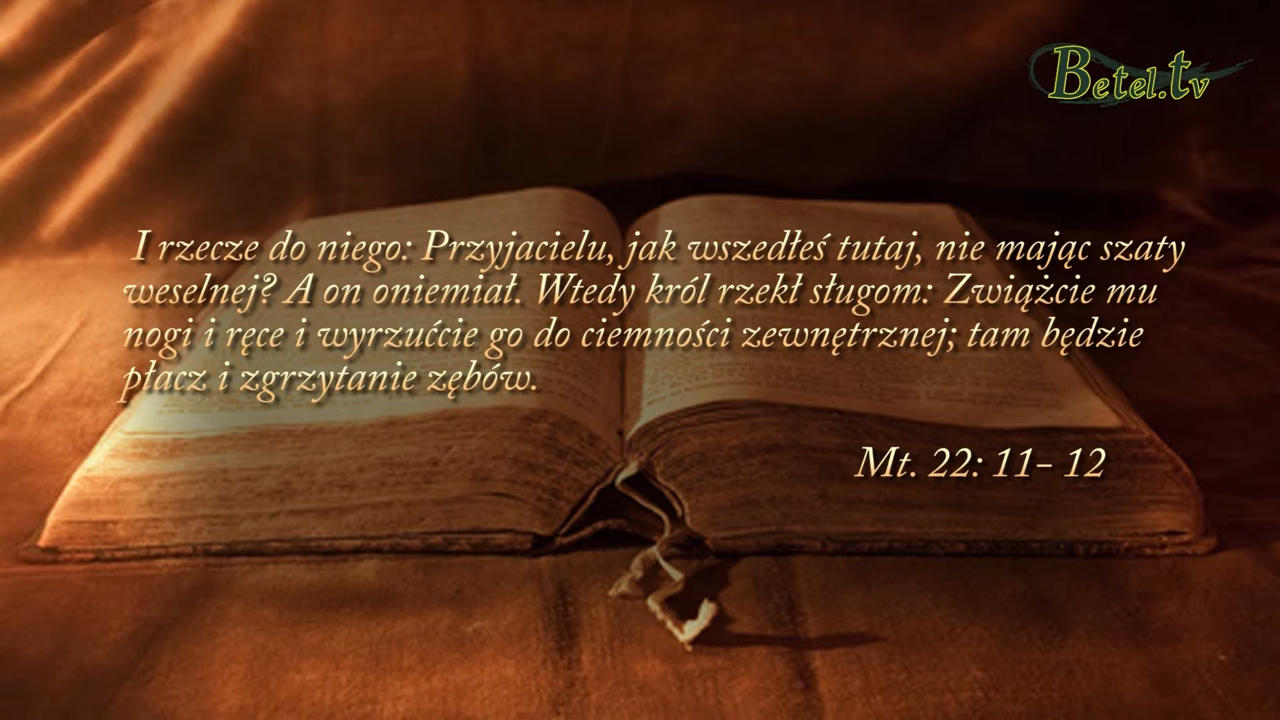 Betel.tv
I rzecze do niego: Przyjacielu, jak wszedłeś tutaj, nie mając szaty
weselnej? A on oniemiał. Wtedy król rzekł sługom: Zwiążcie mu
nogi i ręce i wyrzućcie go do ciemności zewnętrznej; tam będzie
płacz i zgrzytanie zębów.
Mt. 22: 11- 12